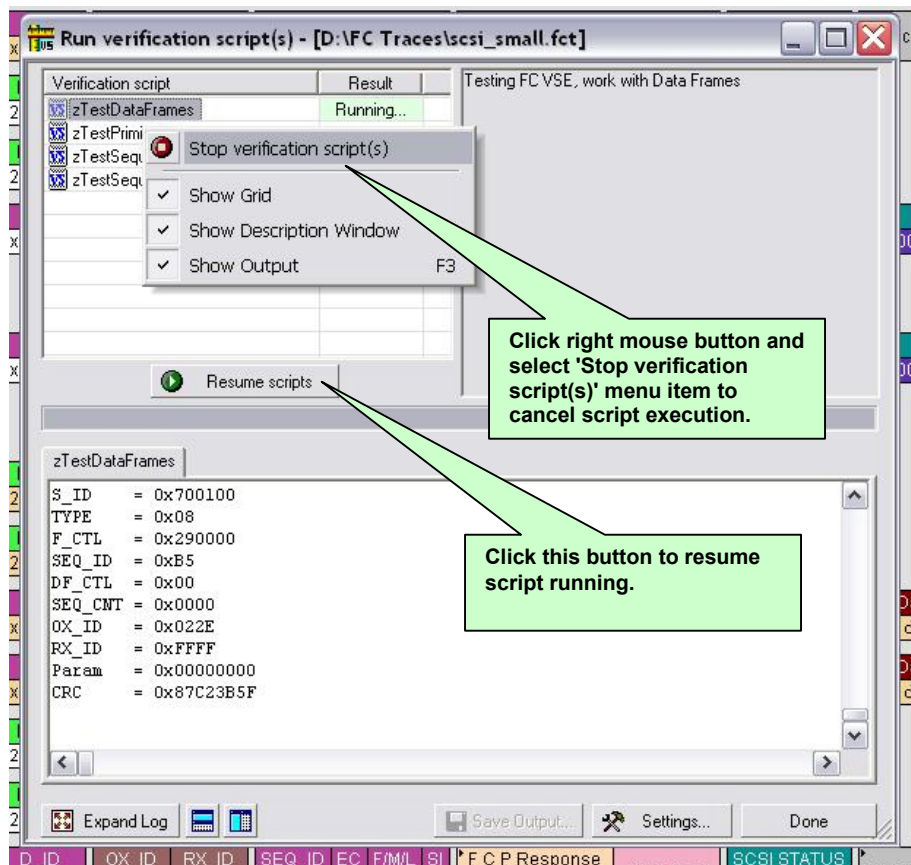 Run verification script(s) - [D:\FC Traces\scsi_small.fct]
Verification script Result
zTestDataFrames Running...
zTestPrimi
zTestSequ
zTestSequ
Testing FC VSE, work with Data Frames
Stop verification script(s)
Show Grid
Show Description Window
Show Output F3
Click right mouse button and
select 'Stop verification
script(s)' menu item to
cancel script execution.
Resume scripts
zTestDataFrames
S_ID = 0x700100
TYPE = 0x08
F_CTL = 0x290000
SEQ_ID = 0xB5
DF_CTL = 0x00
SEQ_CNT = 0x0000
OX_ID = 0x022E
RX_ID = 0xFFFF
Param = 0x00000000
CRC = 0x87C23B5F
Click this button to resume
script running.
Expand Log
Save Output...
Settings...
Done
D_ID OX_ID RX_ID SEQ_ID EC F/M/L SI F C P Response SCSI STATUS